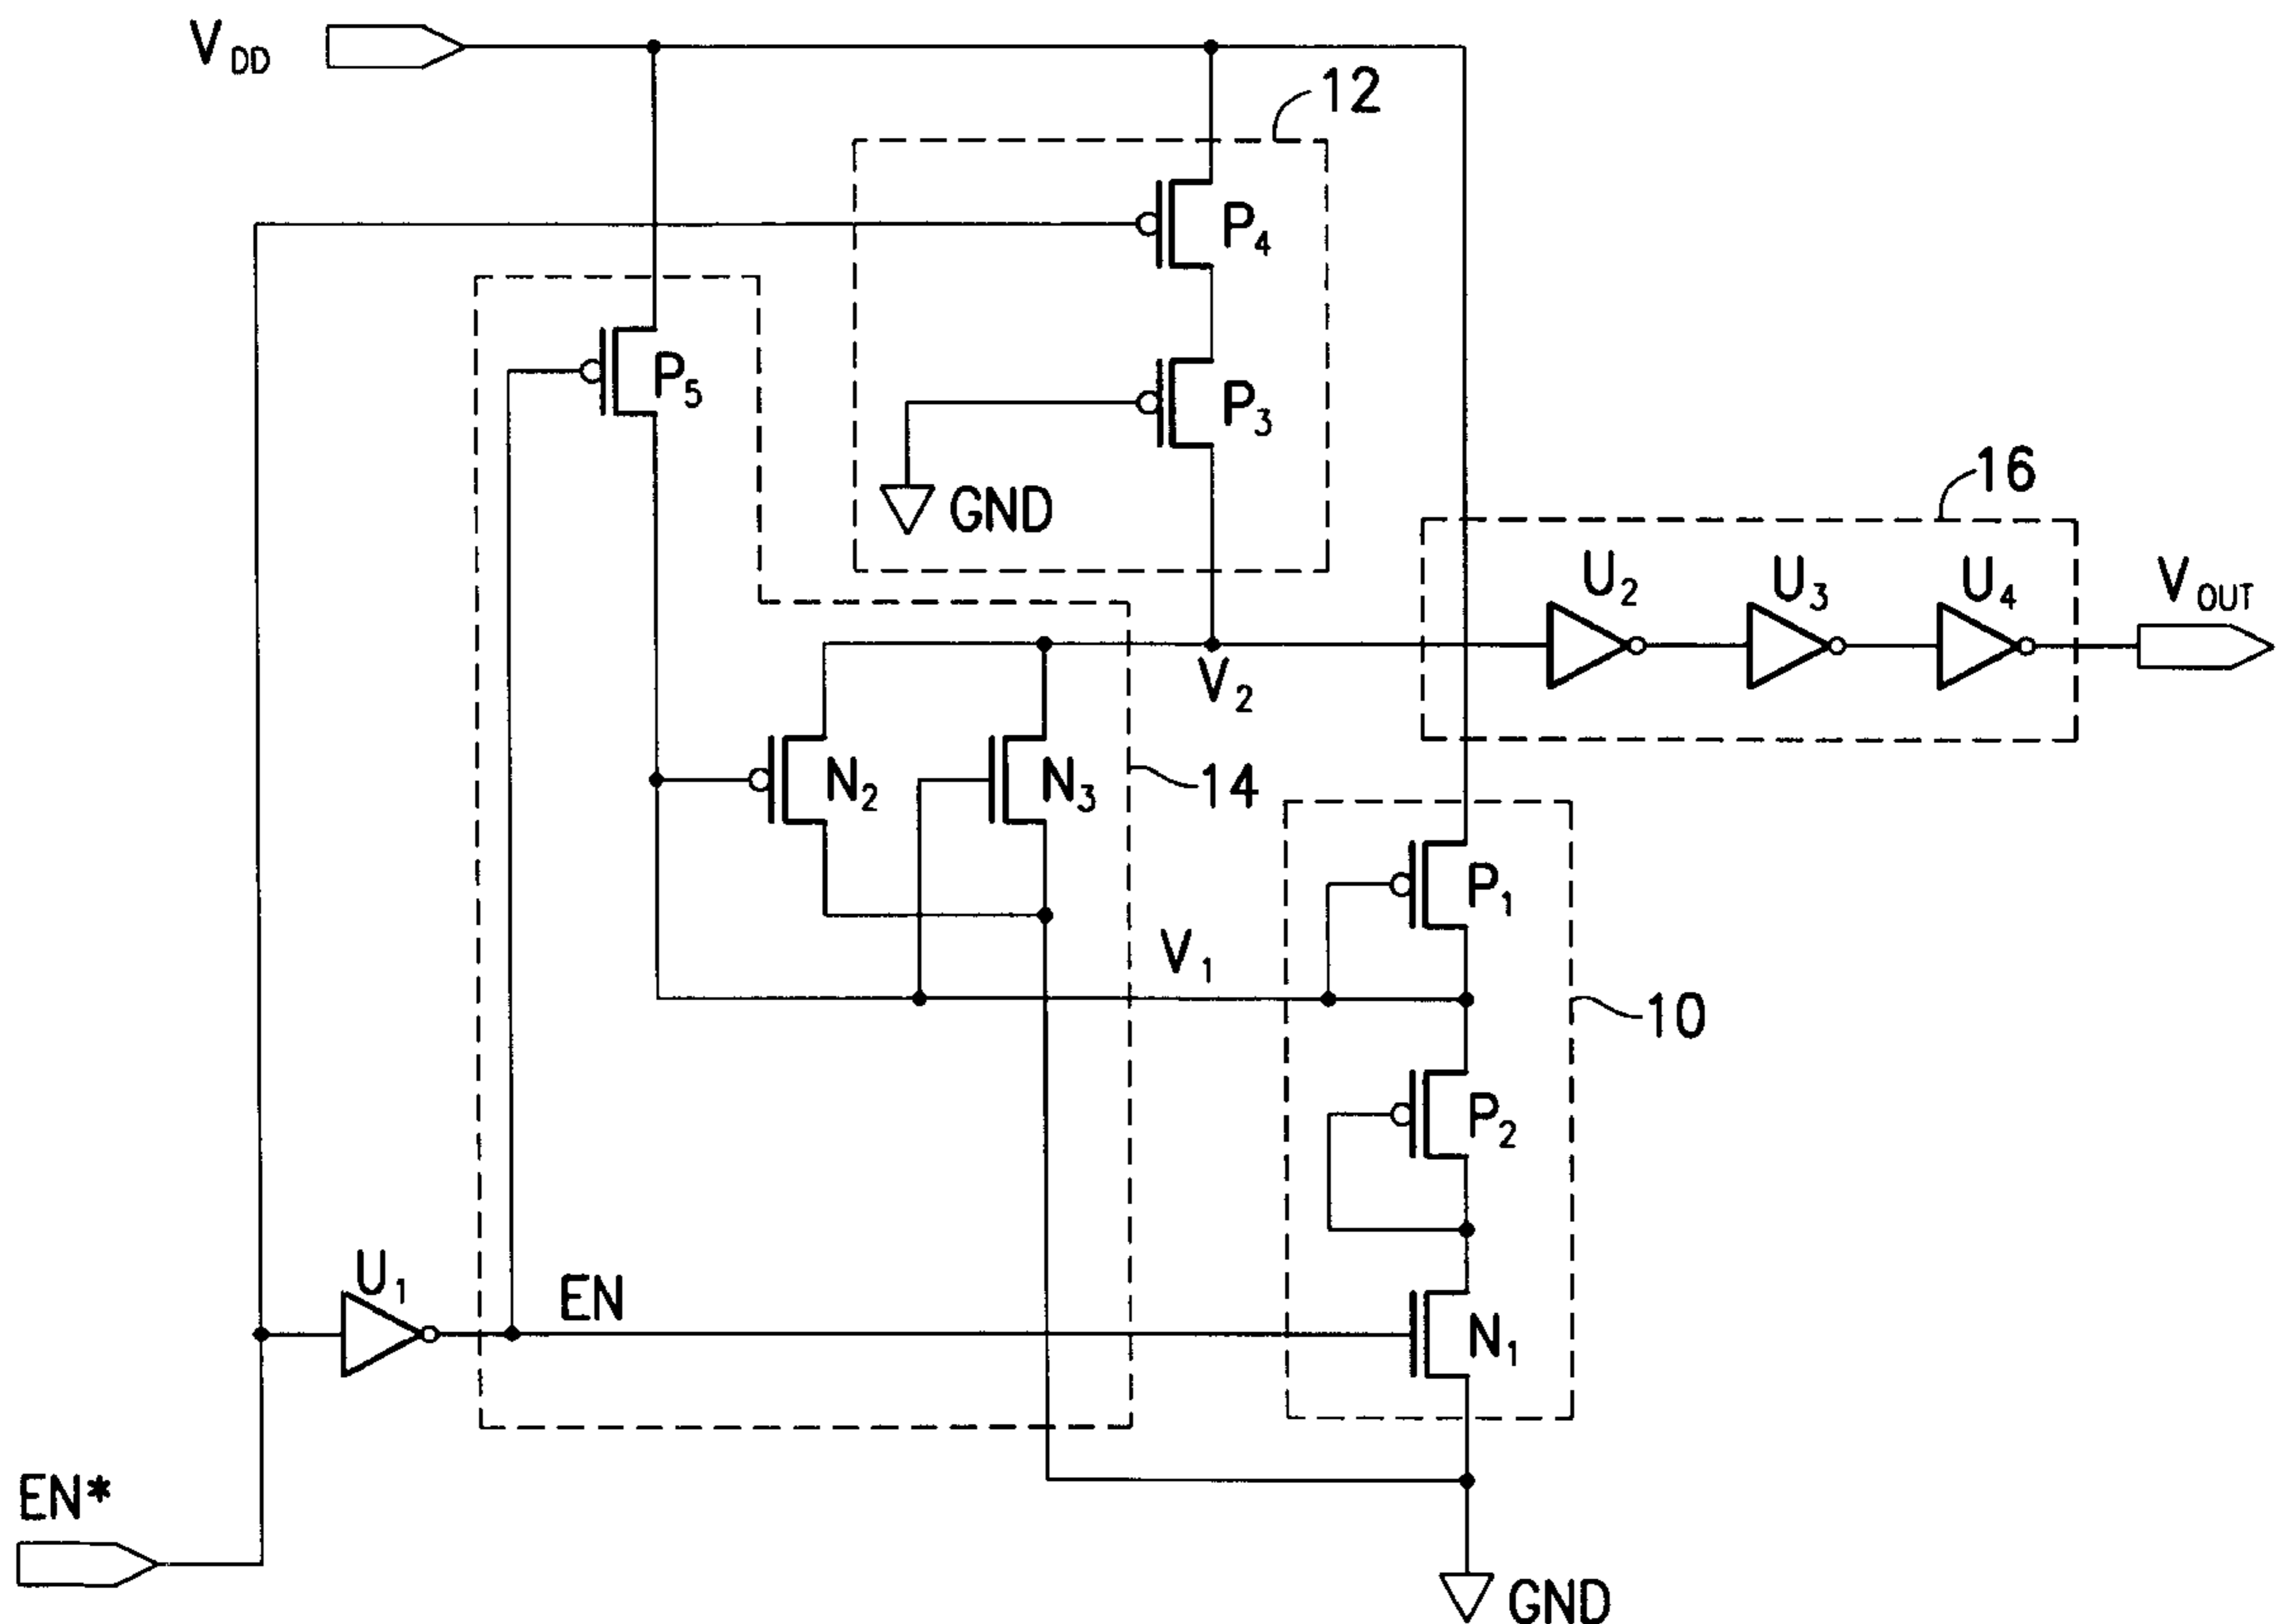 V_DD
12
P_4
P_5
P_3
GND
16
U_2
U_3
U_4
V_OUT
V_2
N_2
N_3
14
P_1
V_1
10
P_2
U_1
EN
N_1
EN*
GND